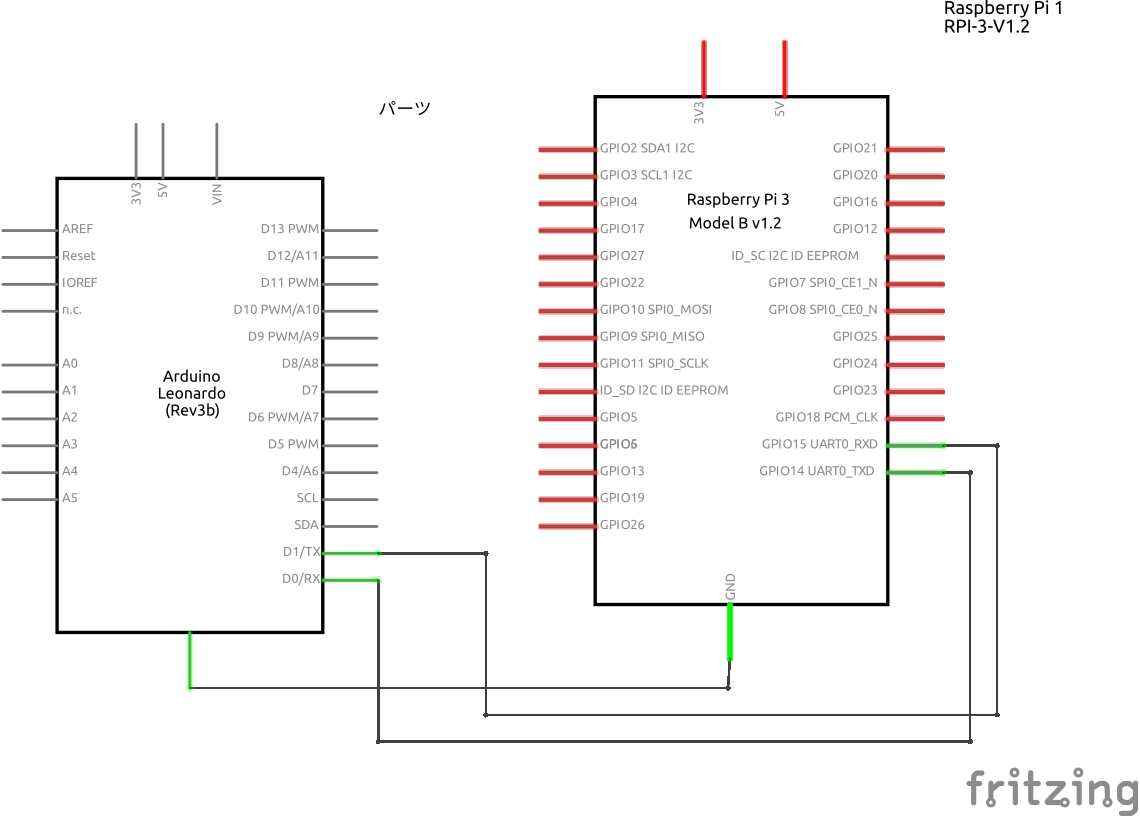 Raspberry Pi 1
RPI-3-V1.2
パーツ
3V3
5V
VIN
AREF
Reset
IOREF
n.c.
A0
A1
A2
A3
A4
A5
Arduino
Leonardo
(Rev3b)
D13 PWM
D12/A11
D11 PWM
D10 PWM/A10
D9 PWM/A9
D8/A8
D7
D6 PWM/A7
D5 PWM
D4/A6
SCL
SDA
D1/TX
D0/RX
3V3
5V
GPIO2 SDA1 I2C
GPIO3 SCL1 I2C
GPIO4
GPIO17
GPIO27
GPIO22
GIPO10 SPI0_MOSI
GPIO9 SPI0_MISO
GPIO11 SPI0_SCLK
ID_SD I2C ID EEPROM
GPIO5
GPIO6
GPIO13
GPIO19
GPIO26
Raspberry Pi 3
Model B v1.2
GPIO21
GPIO20
GPIO16
GPIO12
ID_SC I2C ID EEPROM
GPIO7 SPI0_CE1_N
GPIO8 SPI0_CE0_N
GPIO25
GPIO24
GPIO23
GPIO18 PCM_CLK
GPIO15 UART0_RXD
GPIO14 UART0_TXD
GND
fritzing